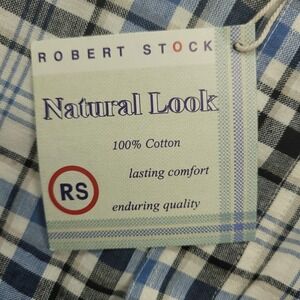 ROBERT STOCK
Natural Look
100% Cotton
lasting comfort
RS
enduring quality